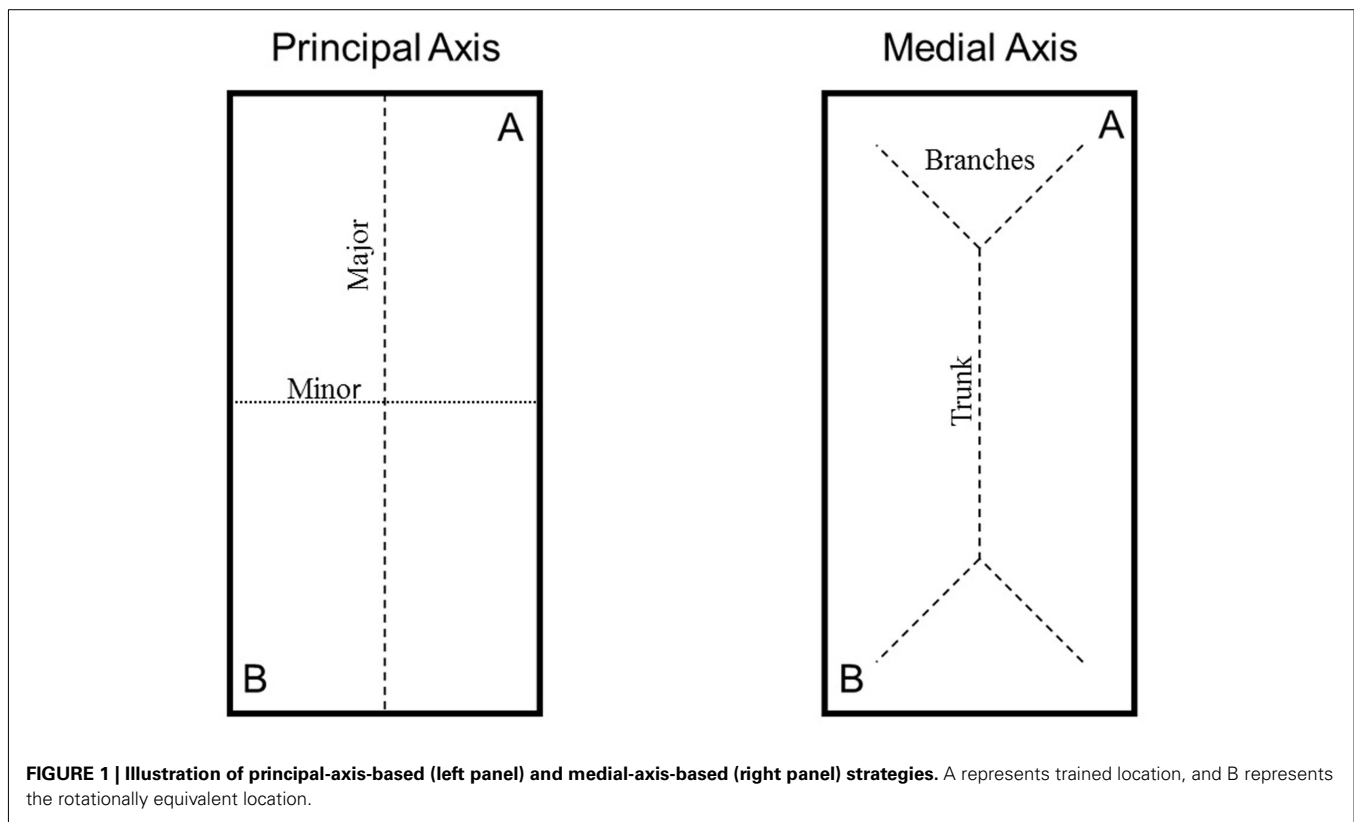 Principal Axis
Medial Axis
A
A
Branches
Major
Minor
Trunk
B
B
FIGURE 1 | Illustration of principal-axis-based (left panel) and medial-axis-based (right panel) strategies. A represents trained location, and B represents
the rotationally equivalent location.